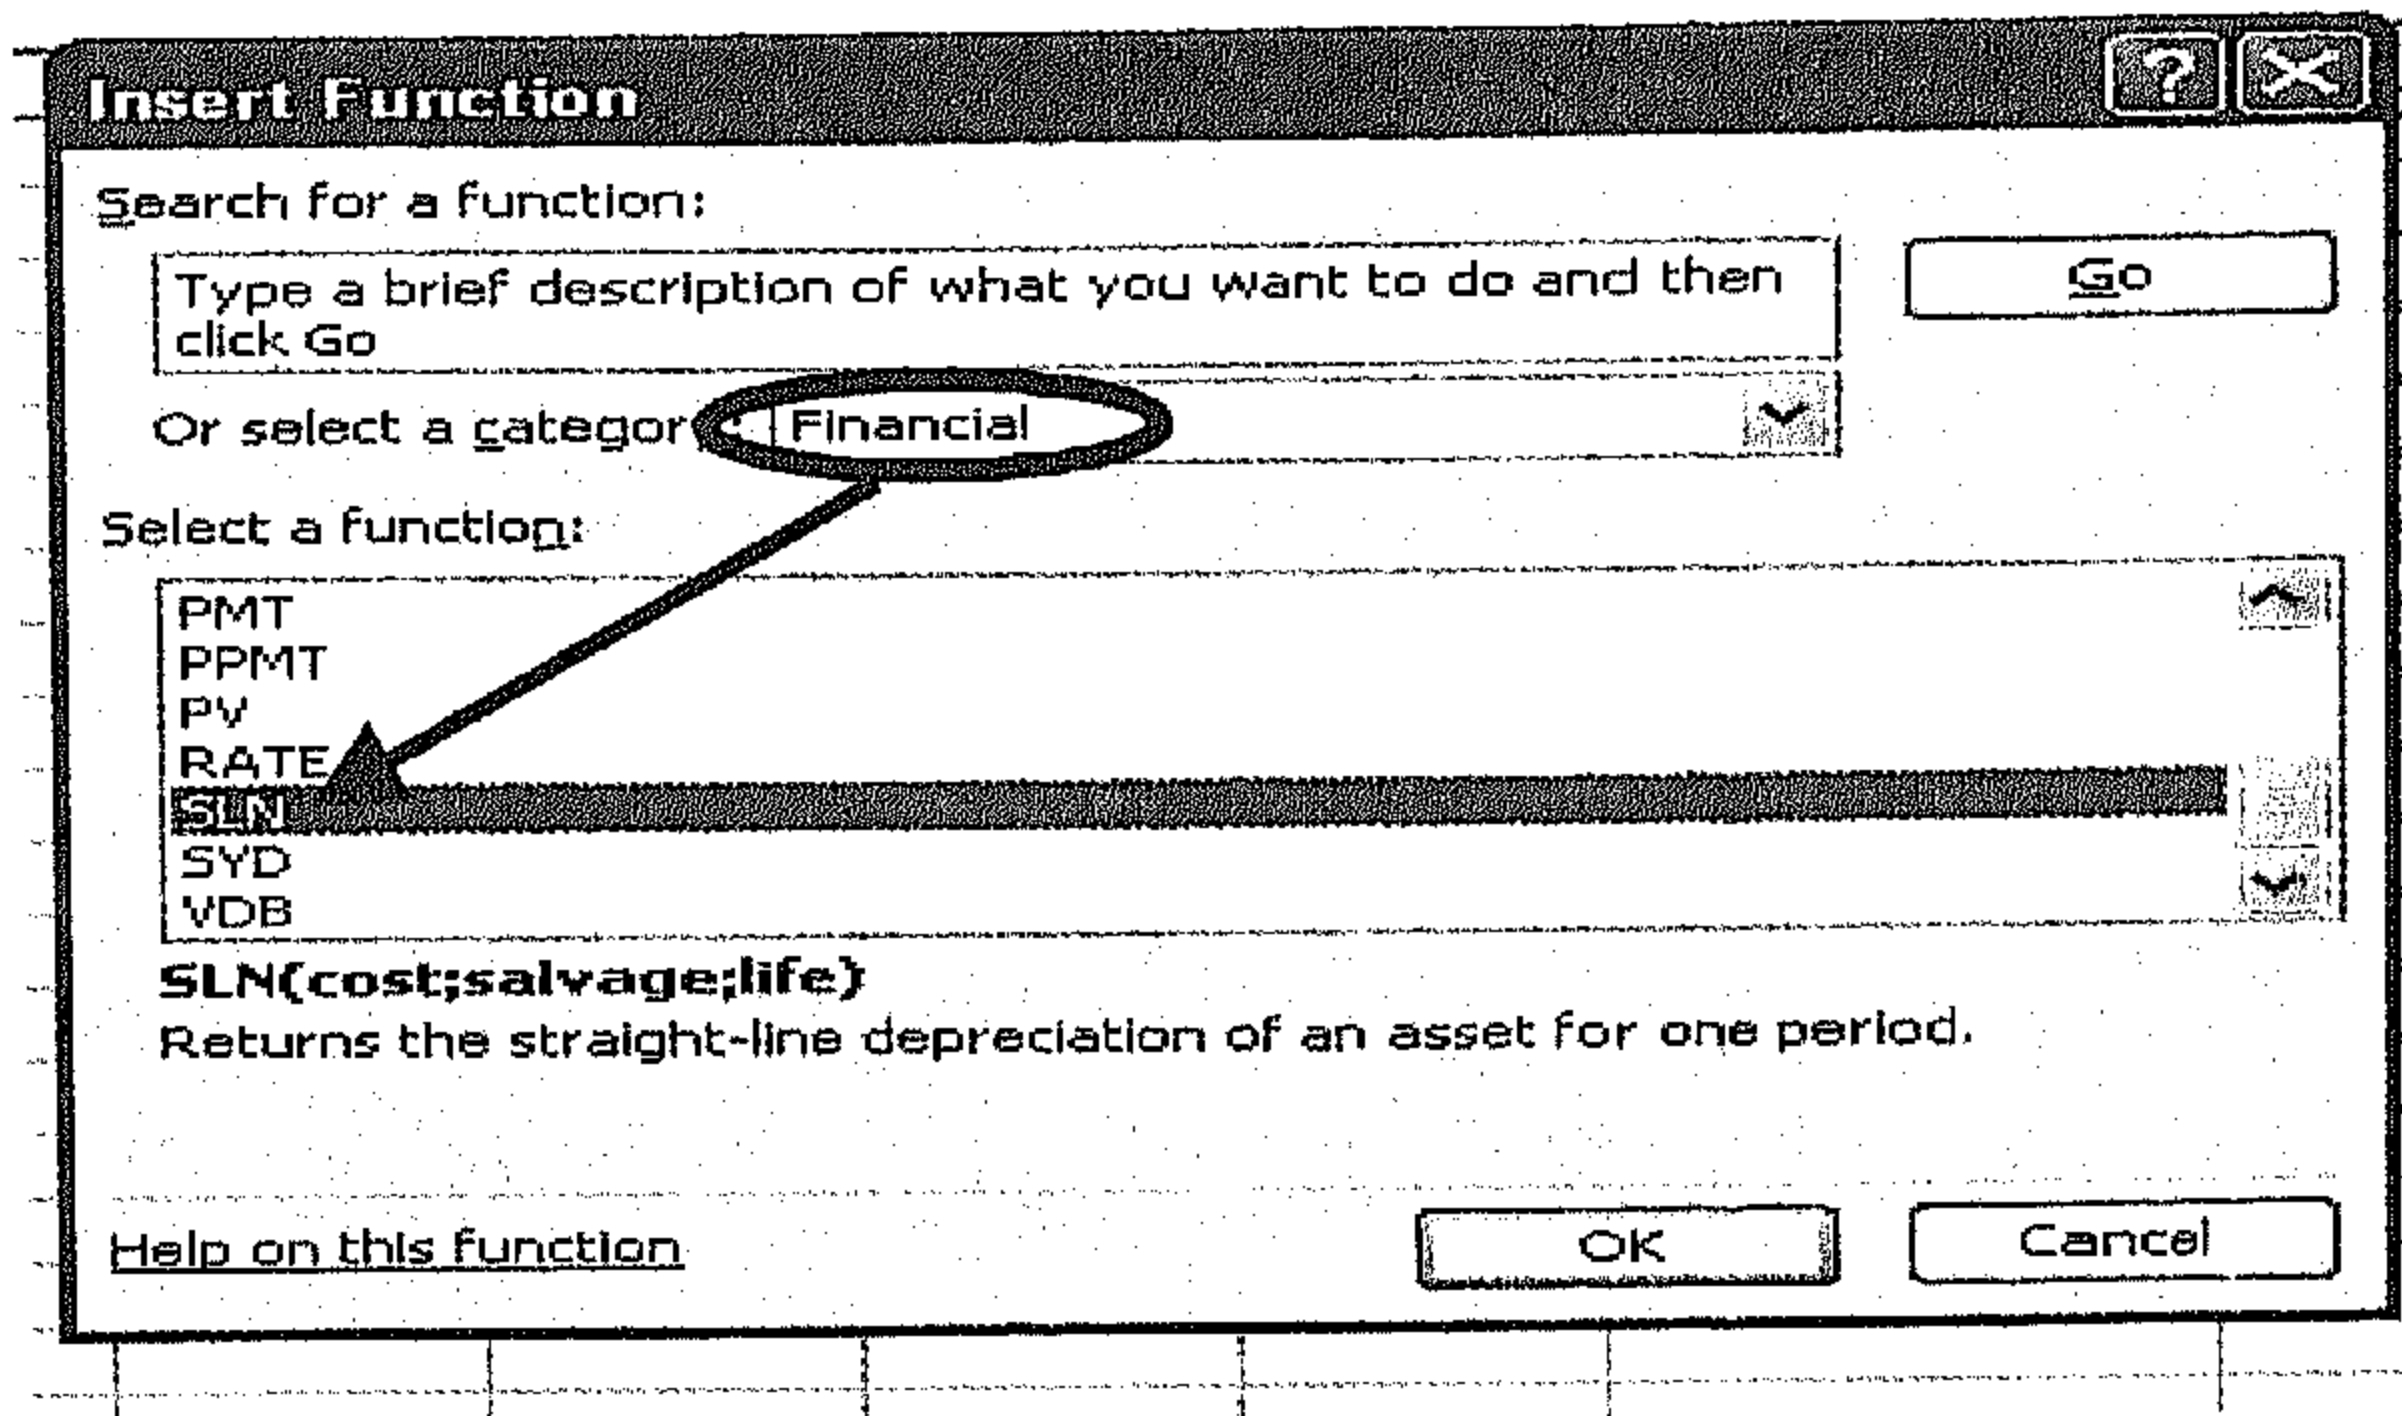 Insert Function
Search for a function:
Type a brief description of what you want to do and then
click Go
Go
Or select a categor
Financial
Select a function:
PMT
PPMT
PV
RATE
SLN
SYD
VDB
SLN(cost;salvage;life)
Returns the straight-line depreciation of an asset for one period.
Help on this function
OK
Cancel